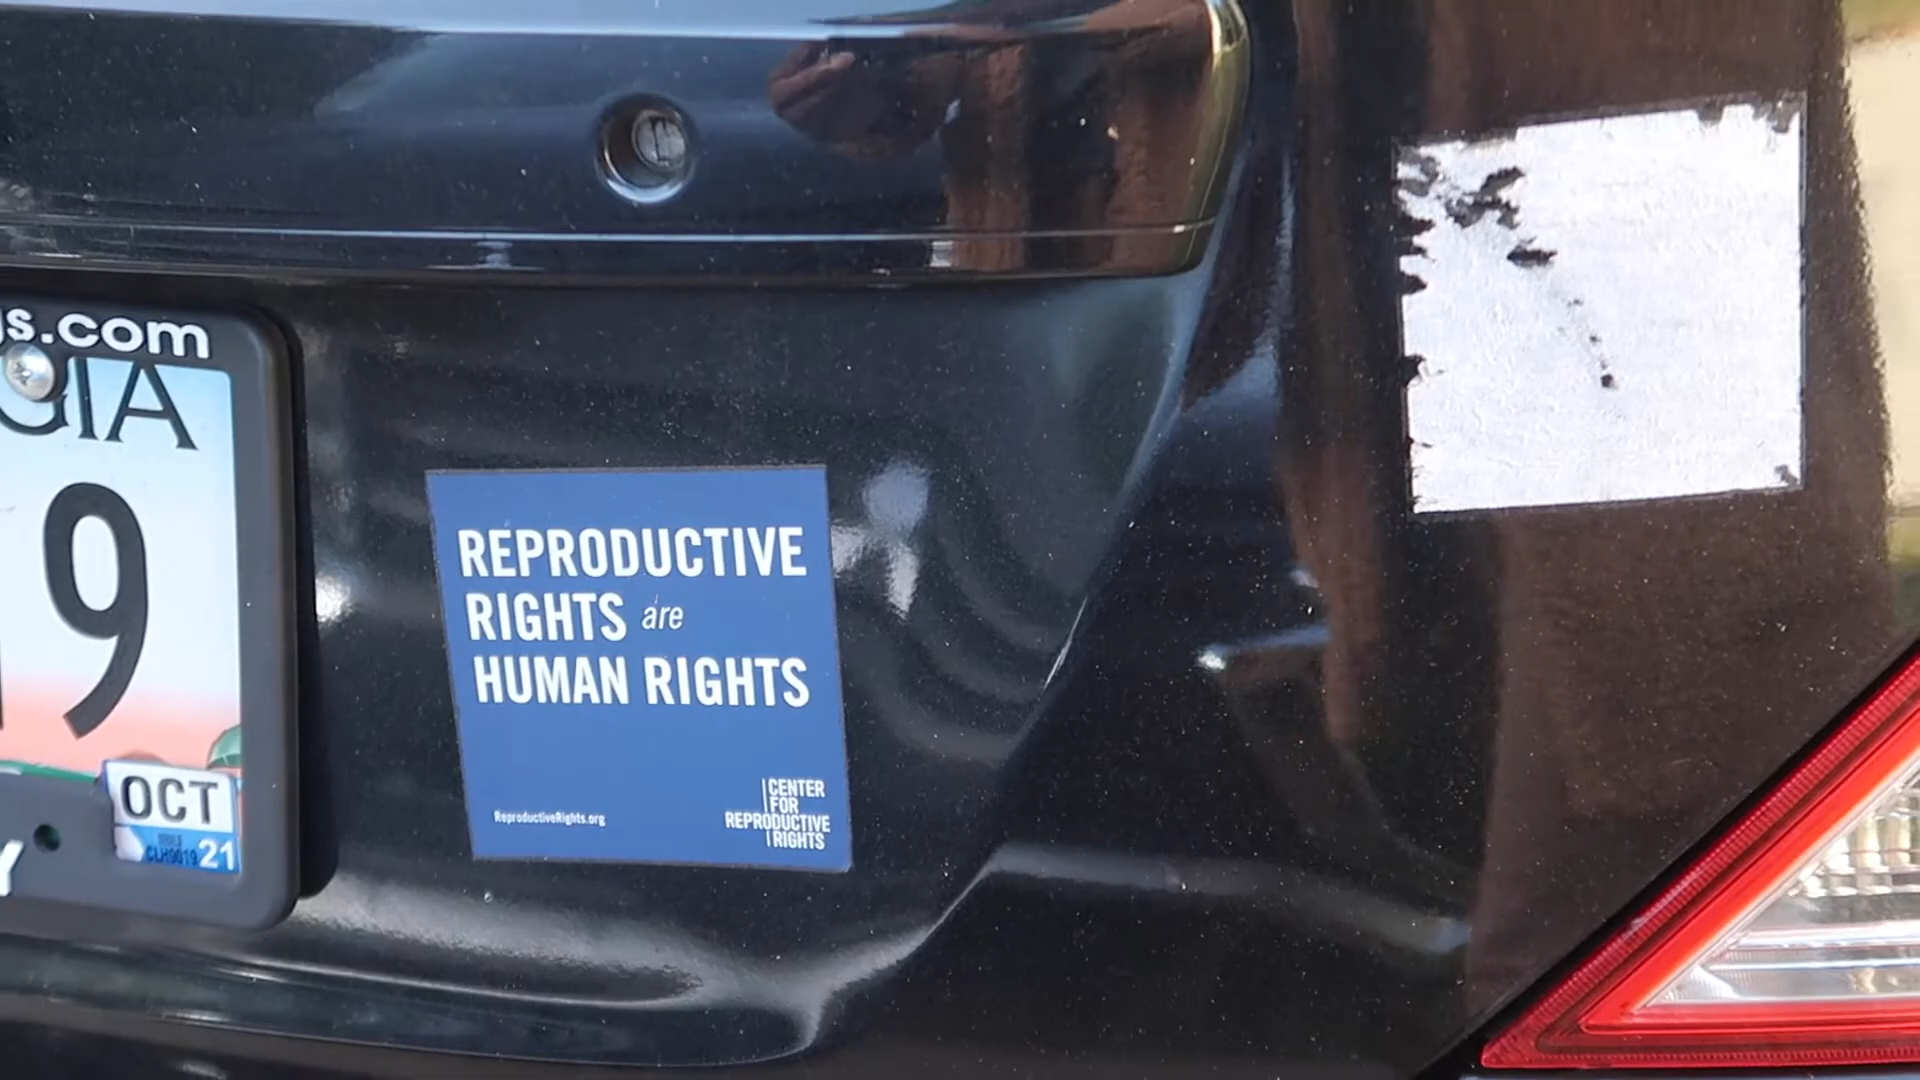 s.com
GIA
9
OCT
21
Y
REPRODUCTIVE
RIGHTS are
HUMAN RIGHTS
ReproductiveRights.org
CENTER
FOR
REPRODUCTIVE
RIGHTS